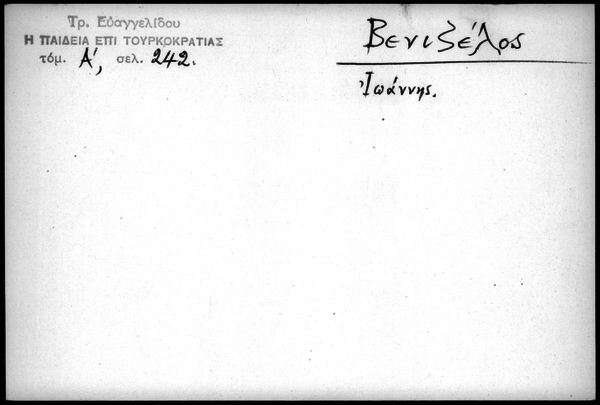 Τρ. Εὐαγγελίδου
Η ΠΑΙΔΕΙΑ ΕΠΙ ΤΟΥΡΚΟΚΡΑΤΙΑΣ
τόμ. Α', σελ. 242.
Βενιζέλος
Ἰωάννης.